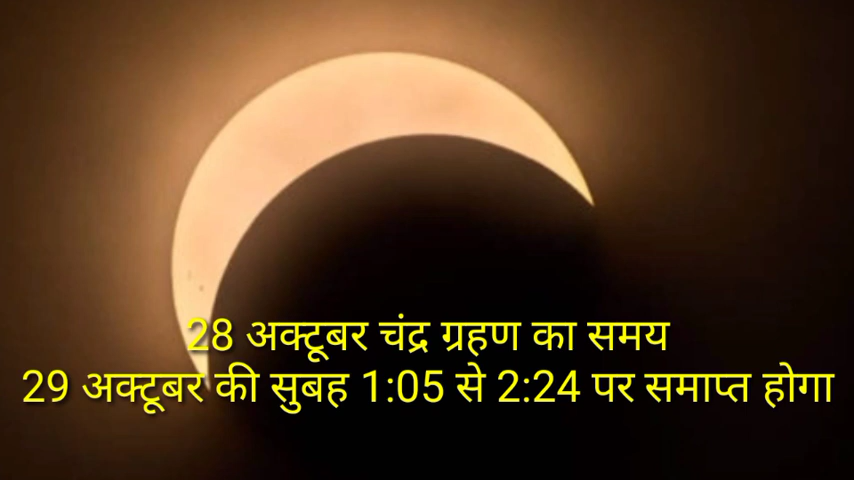 28 अक्टूबर चंद्र ग्रहण का समय
29 अक्टूबर की सुबह 1:05 से 2:24 पर समाप्त होगा